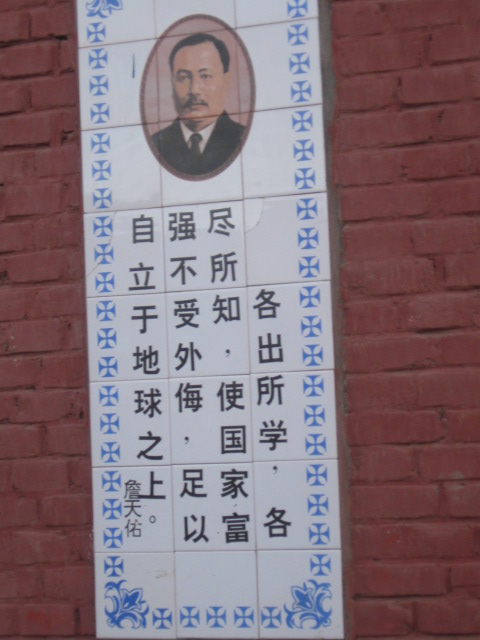 各出所学，各
尽所知，使国家富
强不受外侮，足以
自立于地球之上。
詹天佑